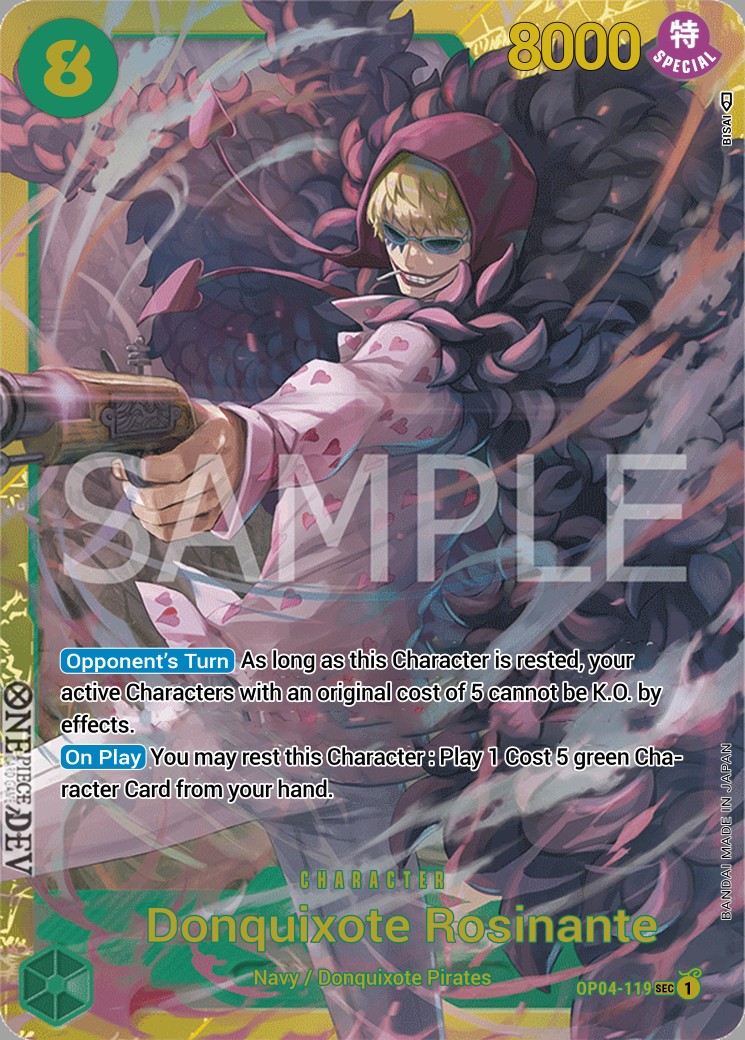 8
8000
特
SPECIAL
BISAI
SAMPLE
Opponent's Turn As long as this Character is rested, your
active Characters with an original cost of 5 cannot be K.O. by
effects.
On Play You may rest this Character : Play 1 Cost 5 green Cha-
racter Card from your hand.
ONE PIECE DEV
BANDAI MADE IN JAPAN
CHARACTER
Donquixote Rosinante
Navy / Donquixote Pirates
OP04-119 SEC 1